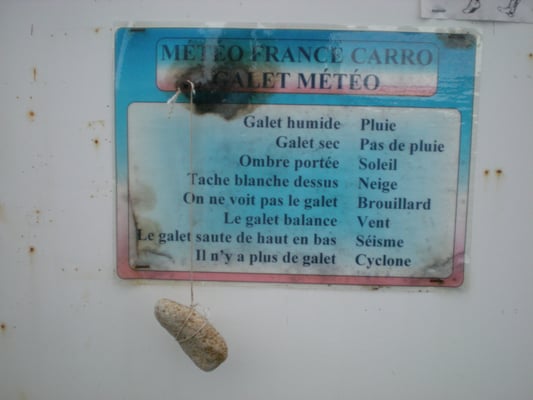 MÉTÉO FRANCE CARRO
GALET MÉTÉO
Galet humide Pluie
Galet sec Pas de pluie
Ombre portée Soleil
Tache blanche dessus Neige
On ne voit pas le galet Brouillard
Le galet balance Vent
Le galet saute de haut en bas Séisme
Il n'y a plus de galet Cyclone